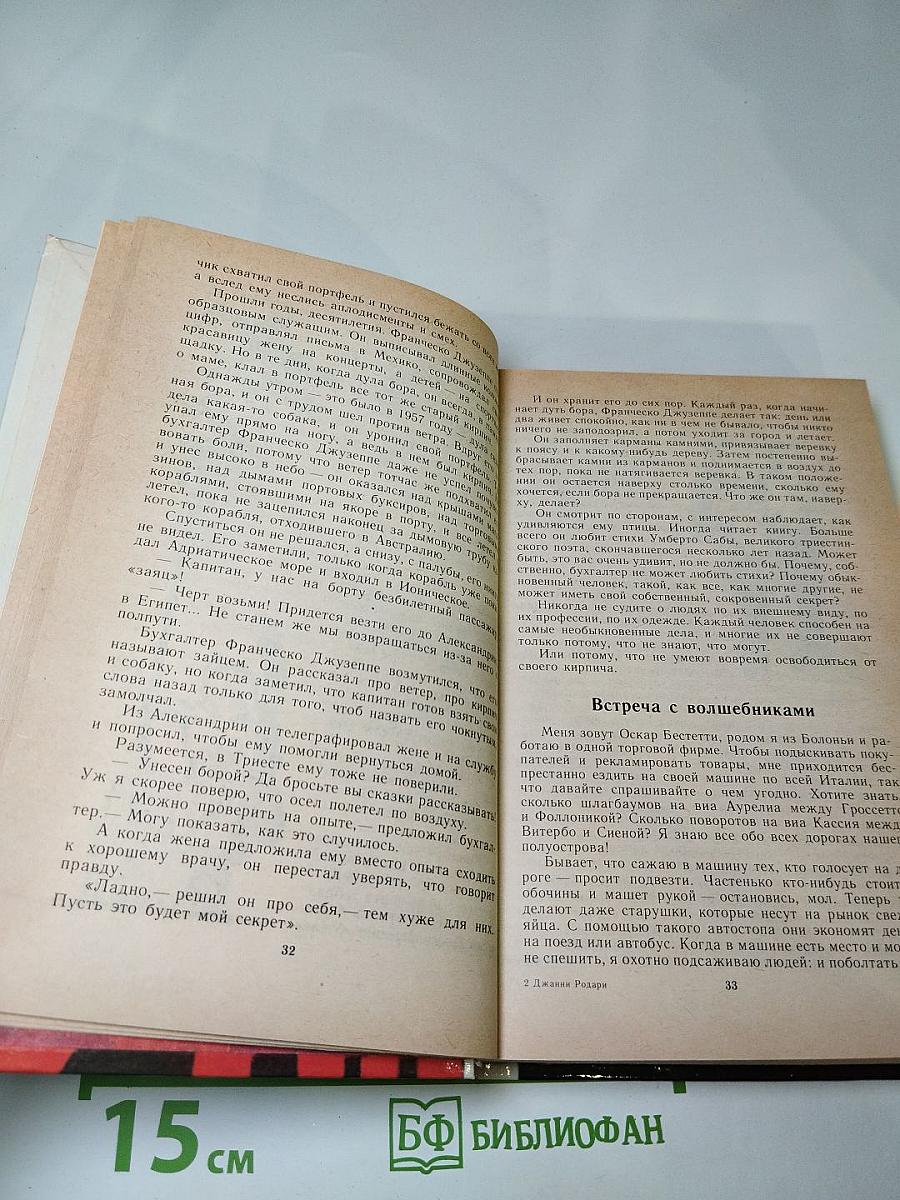 чик схватил свой портфель и пустился бежать со всех
а вслед ему неслись аплодисменты и смех.
Прошли годы, десятилетия. Франческо Джузеппе
образцовым служащим. Он выписывал длинные
цифр, отправлял письма в Мехико, сопровождал
красавицу жену на концерты, а детей — на
щадку. Но в те дни, когда дула бора, он всегда,
о маме, клал в портфель все тот же старый кирпич.
Однажды утром — это было в 1957 году —
ная бора, и он с трудом шел против ветра. Вдруг
дела какая-то собака, и он уронил свой портфель.
упал ему прямо на ногу, а ведь в нем был кирпич
бухгалтер Франческо Джузеппе даже не успел
вовать боли, потому что ветер тотчас же подхватил
и унес высоко в небо — он оказался над крышами
зинов, над дымами портовых буксиров, над
кораблями, стоявшими на якоре в порту, и все летел
летел, пока не зацепился наконец за дымовую трубу
кого-то корабля, отходившего в Австралию.
Спуститься он не решался, а снизу, с палубы, его никто
не видел. Его заметили, только когда корабль уже
дал Адриатическое море и входил в Ионическое.
— Капитан, у нас на борту безбилетный пассажир
«заяц»!
— Черт возьми! Придется везти его до Александрии
в Египет... Не станем же мы возвращаться из-за него с
полпути.
Бухгалтер Франческо Джузеппе возмутился, что его
называют зайцем. Он рассказал про ветер, про кирпич
и собаку, но когда заметил, что капитан готов взять свои
слова назад только для того, чтоб назвать его чокнутым,
замолчал.
Из Александрии он телеграфировал жене и на службу
и попросил, чтобы ему помогли вернуться домой.
Разумеется, в Триесте ему тоже не поверили.
— Унесен борой? Да бросьте вы сказки рассказывать!
Уж я скорее поверю, что осел полетел по воздуху.
— Можно проверить на опыте,— предложил бухгал-
тер.— Могу показать, как это случилось.
А когда жена предложила ему вместо опыта сходить
к хорошему врачу, он перестал уверять, что говорит
правду.
«Ладно,— решил он про себя,— тем хуже для них.
Пусть это будет мой секрет».
32
И он хранит его до сих пор. Каждый раз, когда начи-
нает дуть бора, Франческо Джузеппе делает так: день или
два живет спокойно, как ни в чем не бывало, чтобы никто
ничего не заподозрил, а потом уходит за город и летает.
Он заполняет карманы камнями, привязывает веревку
к поясу и к какому-нибудь дереву. Затем постепенно вы-
брасывает камни из карманов и поднимается в воздух до
тех пор, пока не натягивается веревка. В таком положе-
нии он остается наверху столько времени, сколько ему
хочется, если бора не прекращается. Что же он там, навер-
ху, делает?
Он смотрит по сторонам, с интересом наблюдает, как
удивляются ему птицы. Иногда читает книгу. Больше
всего он любит стихи Умберто Сабы, великого триестин-
ского поэта, скончавшегося несколько лет назад. Может
быть, это вас очень удивит, но не должно бы. Почему, соб-
ственно, бухгалтер не может любить стихи? Почему обык-
новенный человек, такой, как все, как многие другие, не
может иметь свой собственный, сокровенный секрет?
Никогда не судите о людях по их внешнему виду, по
их профессии, по их одежде. Каждый человек способен на
самые необыкновенные дела, и многие их не совершают
только потому, что не знают, что могут.
Или потому, что не умеют вовремя освободиться от
своего кирпича.
Встреча с волшебниками
Меня зовут Оскар Бестетти, родом я из Болоньи и ра-
ботаю в одной торговой фирме. Чтобы подыскивать поку-
пателей и рекламировать товары, мне приходится бес-
престанно ездить на своей машине по всей Италии, так
что давайте спрашивайте о чем угодно. Хотите знать,
сколько шлагбаумов на виа Аурелиа между Гроссето
и Фоллоникой? Сколько поворотов на виа Кассия между
Витербо и Сиеной? Я знаю все обо всех дорогах нашего
полуострова!
Бывает, что сажаю в машину тех, кто голосует на до
роге — просит подвезти. Частенько кто-нибудь стоит
обочины и машет рукой — остановись, мол. Теперь
делают даже старушки, которые несут на рынок свеж
яйца. С помощью такого автостопа они экономят ден
на поезд или автобус. Когда в машине есть место и мо
не спешить, я охотно подсаживаю людей: и поболтать
2 Джанни Родари
33
15 см
БФ БИБЛИОФАН